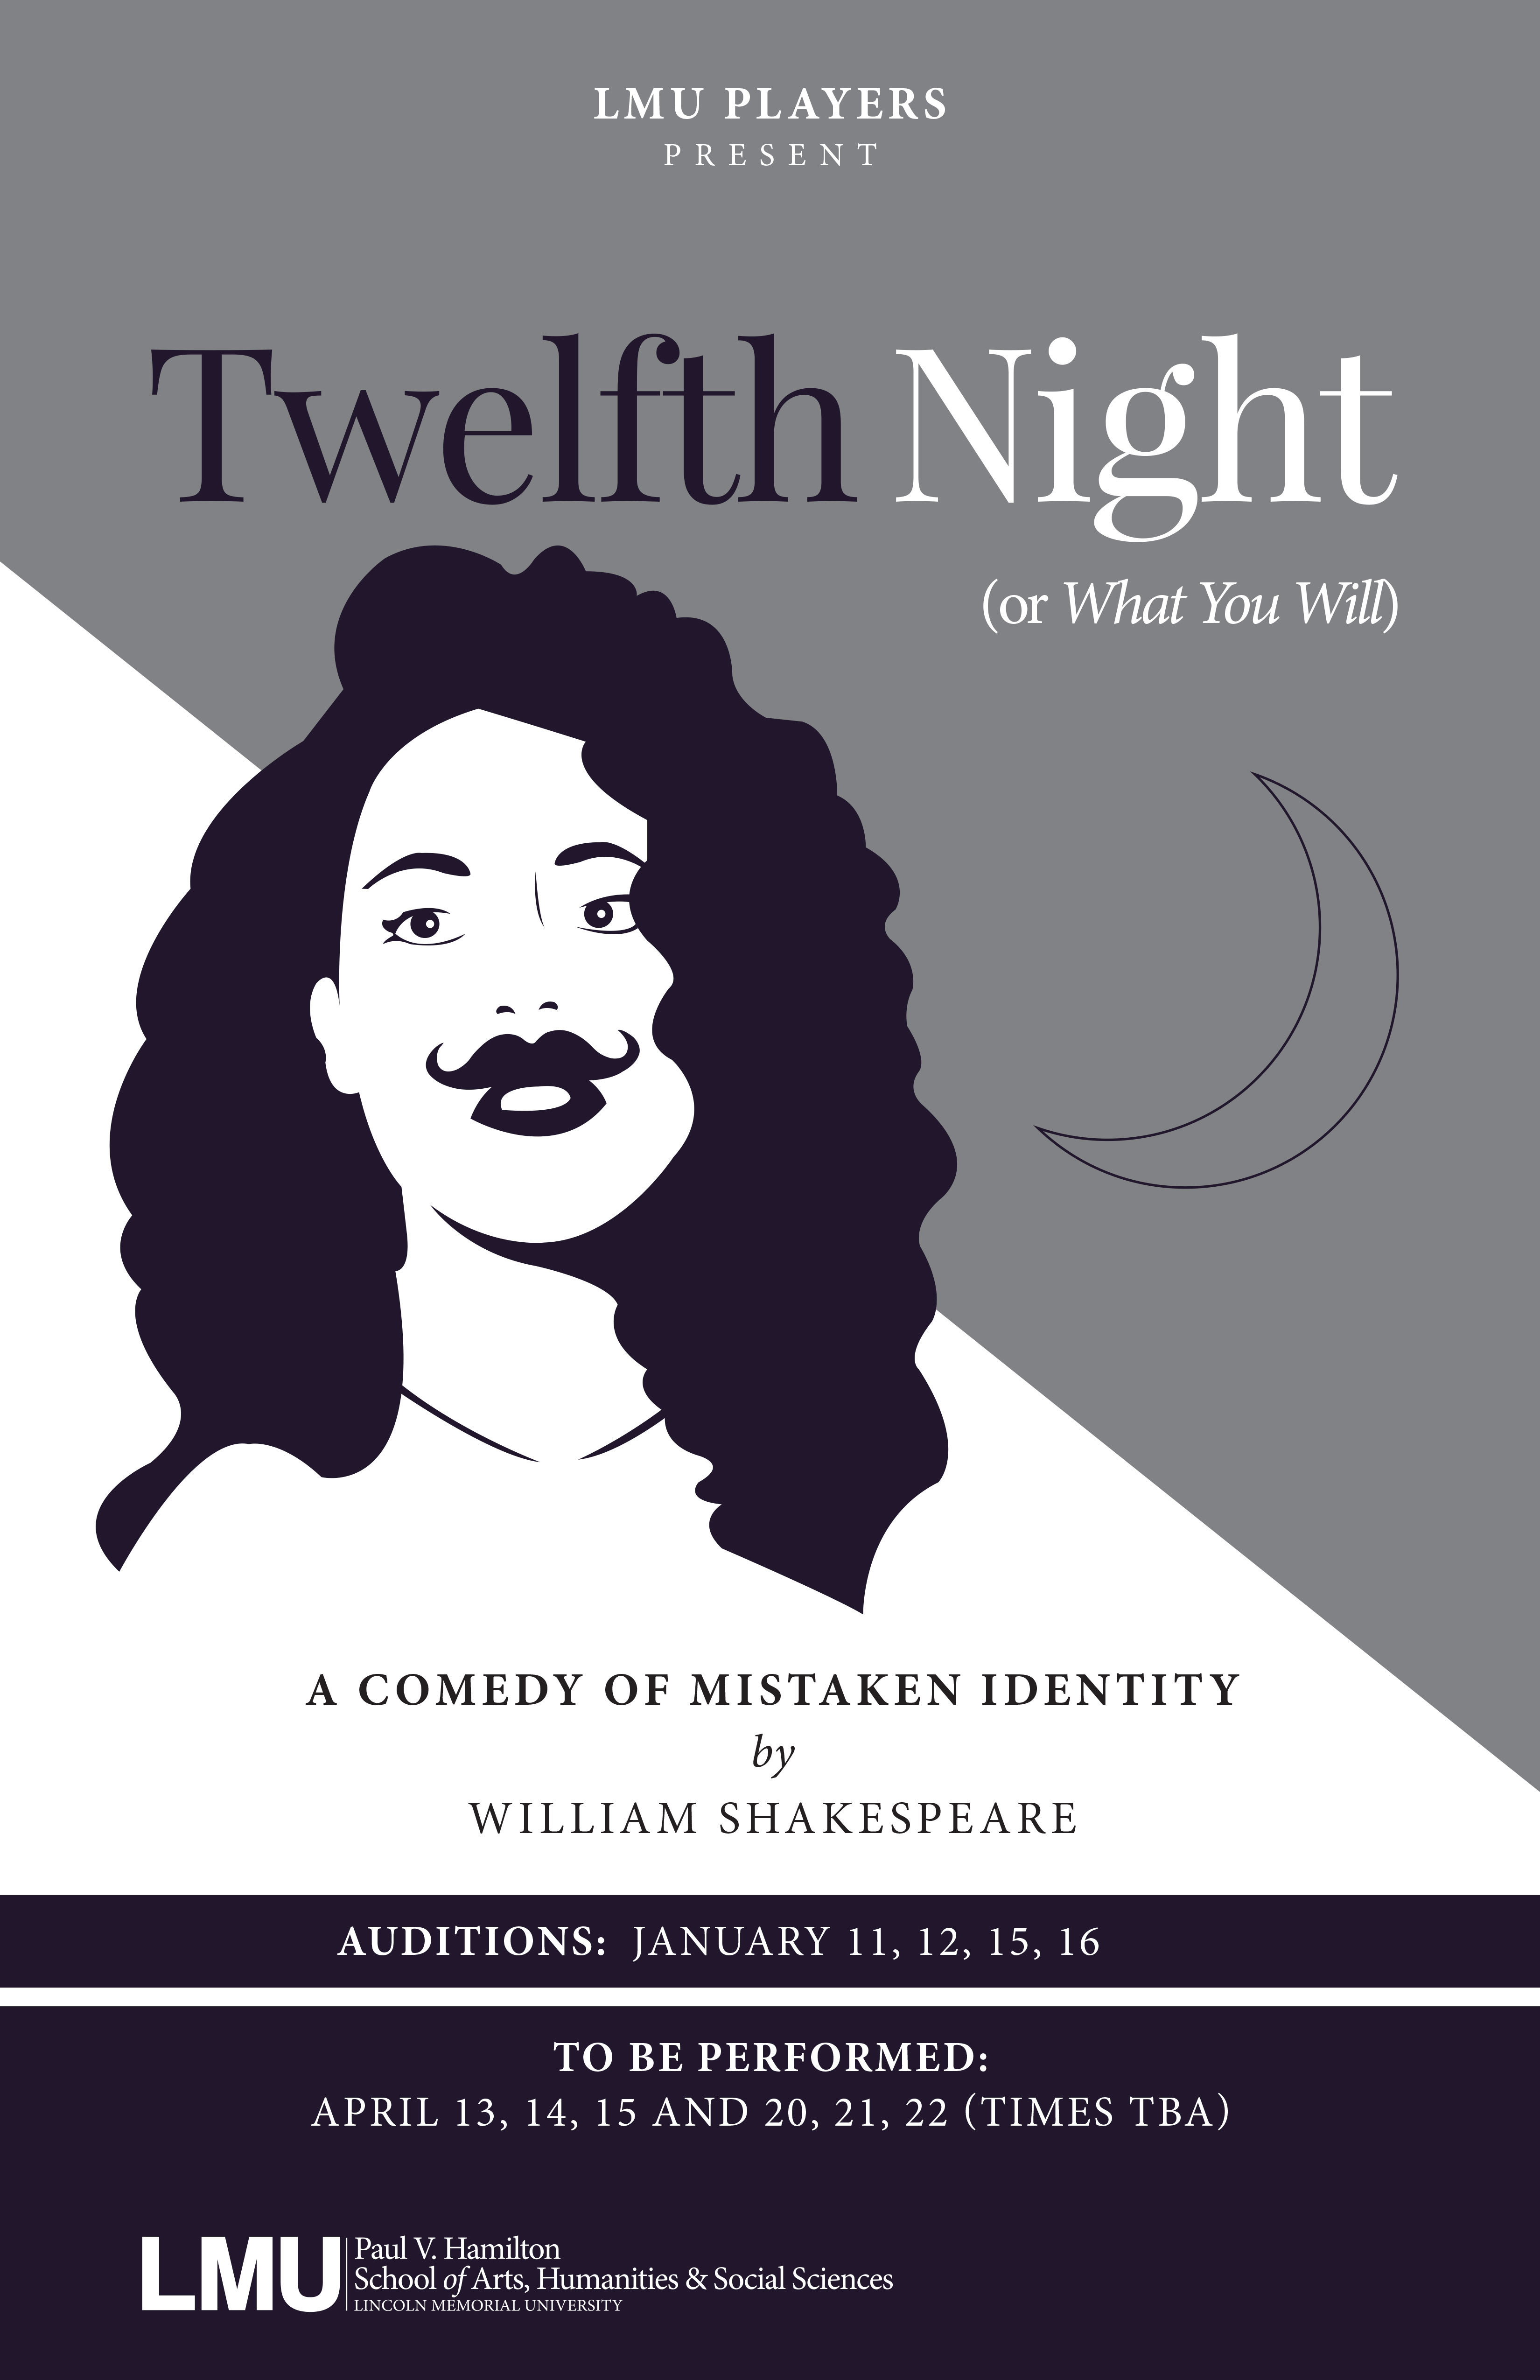 LMU PLAYERS
PRESENT
Twelfth Night
(or What You Will)
A COMEDY OF MISTAKEN IDENTITY
by
WILLIAM SHAKESPEARE
AUDITIONS: JANUARY 11, 12, 15, 16
TO BE PERFORMED:
APRIL 13, 14, 15 AND 20, 21, 22 (TIMES TBA)
LMU
Paul V. Hamilton
School of Arts, Humanities & Social Sciences
LINCOLN MEMORIAL UNIVERSITY